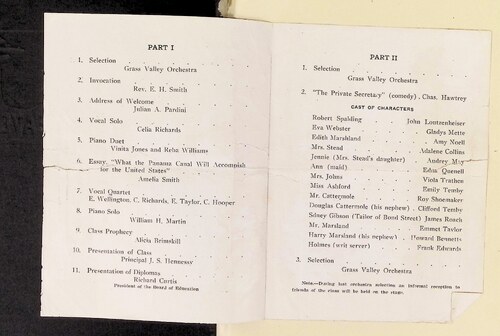 PART I
1. Selection
Grass Valley Orchestra
2. Invocation
Rev. E. H. Smith
3. Address of Welcome
Julian A. Pardini
4. Vocal Solo
Celia Richards
5. Piano Duet
Vinita Jones and Reba Williams
6. Essay, "What the Panama Canal Will Accomplish
for the United States"
Amelia Smith
7. Vocal Quartet
E. Wellington, C. Richards, E. Taylor, C. Hooper
8. Piano Solo
William H. Martin
9. Class Prophecy
Alicia Brimskill
10. Presentation of Class
Principal J. S. Hennessy
11. Presentation of Diplomas
Richard Curtis
President of the Board of Education
PART II
1. Selection
Grass Valley Orchestra
2. "The Private Secretary" (comedy), Chas. Hawtrey
CAST OF CHARACTERS
Robert Spalding John Loutzenheiser
Eva Webster Gladys Mette
Edith Marshland Amy Noell
Mrs. Stead Adalene Collins
Jennie (Mrs. Stead's daughter) Audrey May
Ann (maid) Edna Quowell
Mrs. Johns Viola Trathen
Miss Ashford Emily Temby
Mr. Cattermole Roy Shoemaker
Douglas Cattermole (his nephew) Clifford Temby
Sidney Gibson (Tailor of Bond Street) James Roach
Mr. Marsland Emmet Taylor
Harry Marsland (his nephew) Howard Bennetts
Holmes (writ server) Frank Edwards
3. Selection
Grass Valley Orchestra
Note.—During last orchestra selection an informal reception to
friends of the class will be held on the stage.